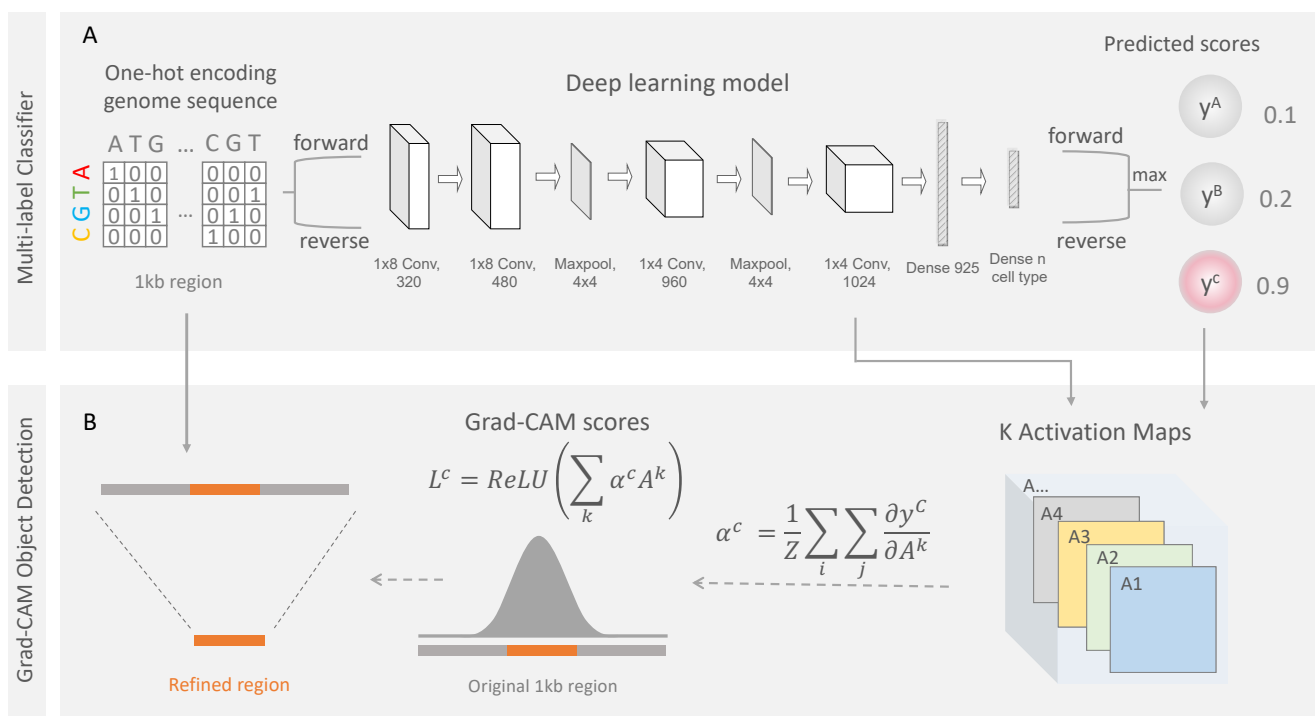 Multi-label Classifier
A
One-hot encoding
genome sequence
A T G ... C G T
A 1 0 0 0 0 0
T 0 1 0 0 0 1
G 0 0 1 ... 0 1 0
C 0 0 0 1 0 0
1kb region
forward
reverse
Deep learning model
1x8 Conv,
320
1x8 Conv,
480
Maxpool,
4x4
1x4 Conv,
960
Maxpool,
4x4
1x4 Conv,
1024
Dense 925
Dense n
cell type
forward
reverse
max
Predicted scores
y^A 0.1
y^B 0.2
y^C 0.9
Grad-CAM Object Detection
B
Refined region
Grad-CAM scores
L^c = ReLU(∑_k α^c A^k)
Original 1kb region
α^c = 1/Z ∑_i ∑_j ∂y^C/∂A^k
K Activation Maps
A...
A4
A3
A2
A1